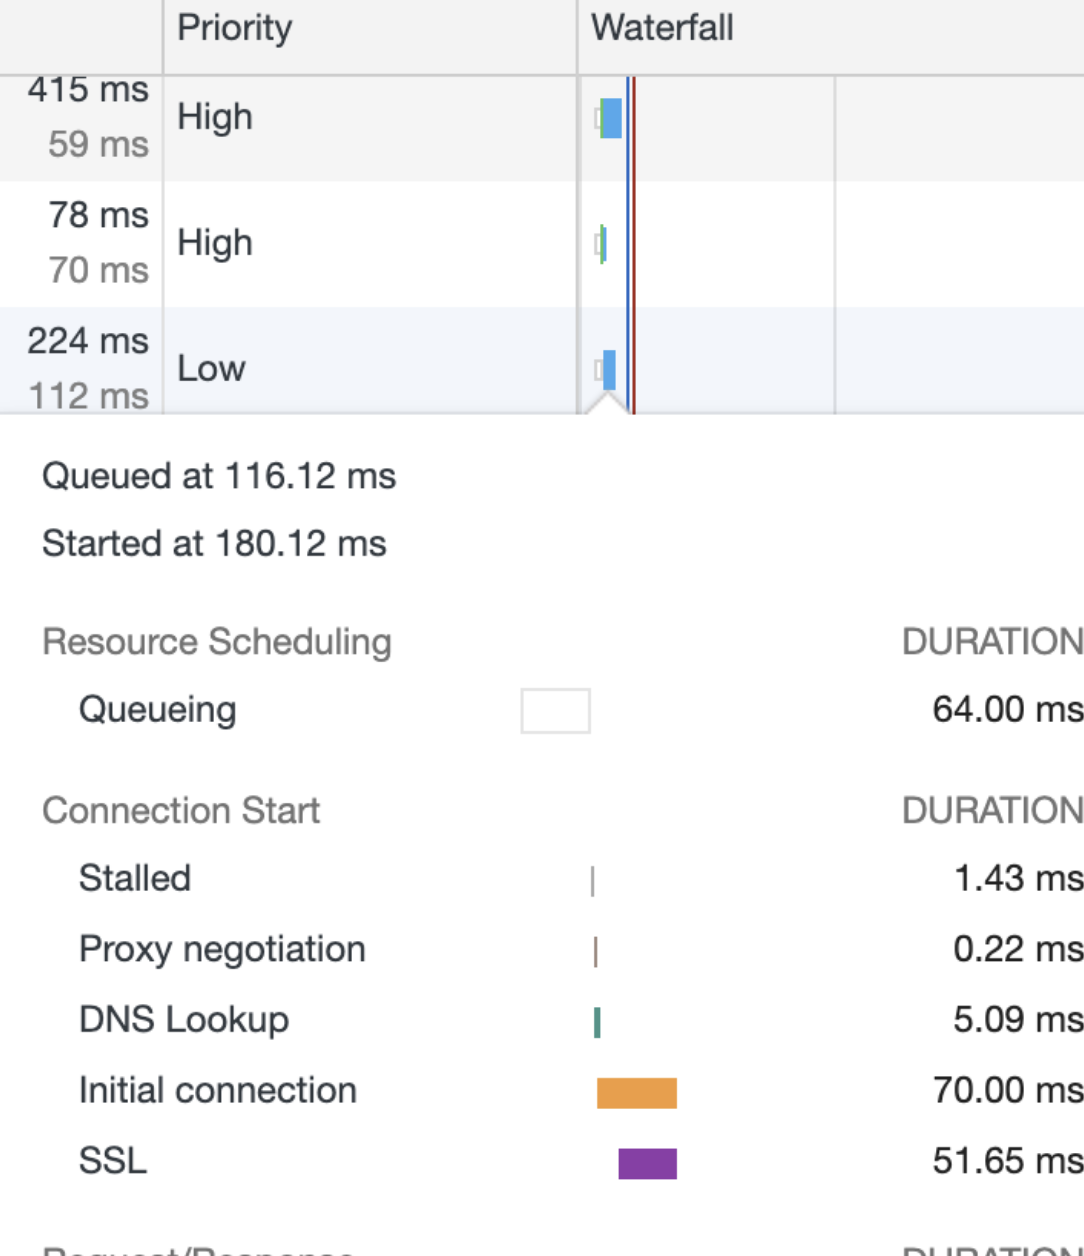 Priority Waterfall
415 ms High
59 ms
78 ms High
70 ms
224 ms Low
112 ms
Queued at 116.12 ms
Started at 180.12 ms
Resource Scheduling DURATION
Queueing 64.00 ms
Connection Start DURATION
Stalled 1.43 ms
Proxy negotiation 0.22 ms
DNS Lookup 5.09 ms
Initial connection 70.00 ms
SSL 51.65 ms
Request/Response DURATION